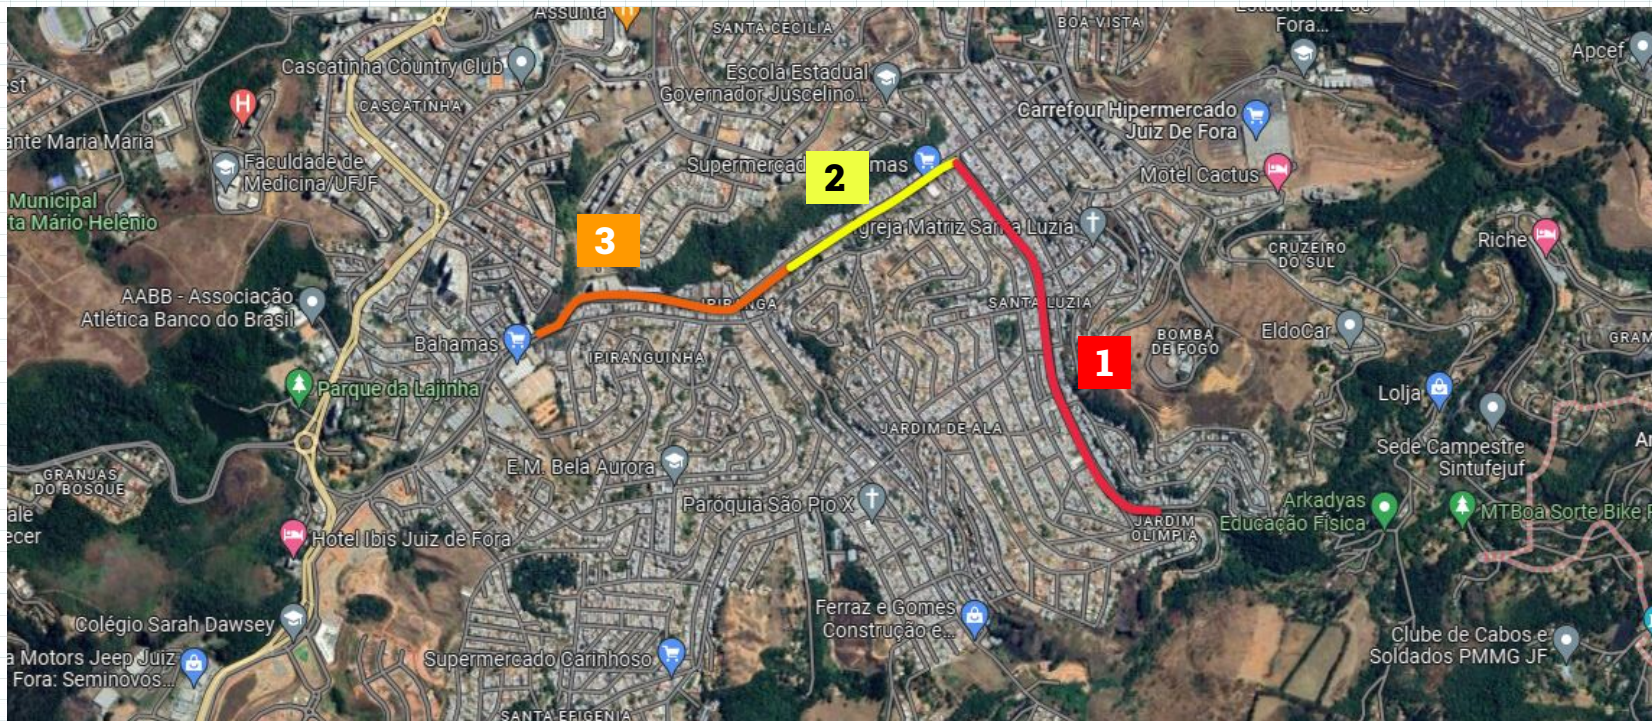 Assunta
SANTA CECÍLIA
BOA VISTA
Estácio Juiz de
Fora...
Apcef
Cascatinha Country Club
Escola Estadual
Governador Juscelino...
CASCATINHA
Carrefour Hipermercado
Juiz De Fora
ante Maria Maria
Faculdade de
Medicina/UFJF
Motel Cactus
2
Municipal
ta Mário Helênio
3
greja Matriz Santa Luzia
Riche
CRUZEIRO
DO SUL
AABB - Associação
Atlética Banco do Brasil
IPIRANGA
SANTA LUZIA
Bahamas
IPIRANGUINHA
BOMBA
DE FOGO
EldoCar
GRAM
1
Parque da Lajinha
Lolja
JARDIM DE ALA
Sede Campestre
Sintufejuf
GRANJAS
DO BOSQUE
E.M. Bela Aurora
Paróquia São Pio X
Arkadyas
Educação Física
MTBoa Sorte Bike
ale
ecer
JARDIM
OLIMPIA
Hotel Ibis Juiz de Fora
Ferraz e Gomes
Construção e...
Colégio Sarah Dawsey
Clube de Cabos e
Soldados PMMG JF
a Motors Jeep Juiz
Fora: Seminovos...
Supermercado Carinhoso
SANTA EFIGÊNIA